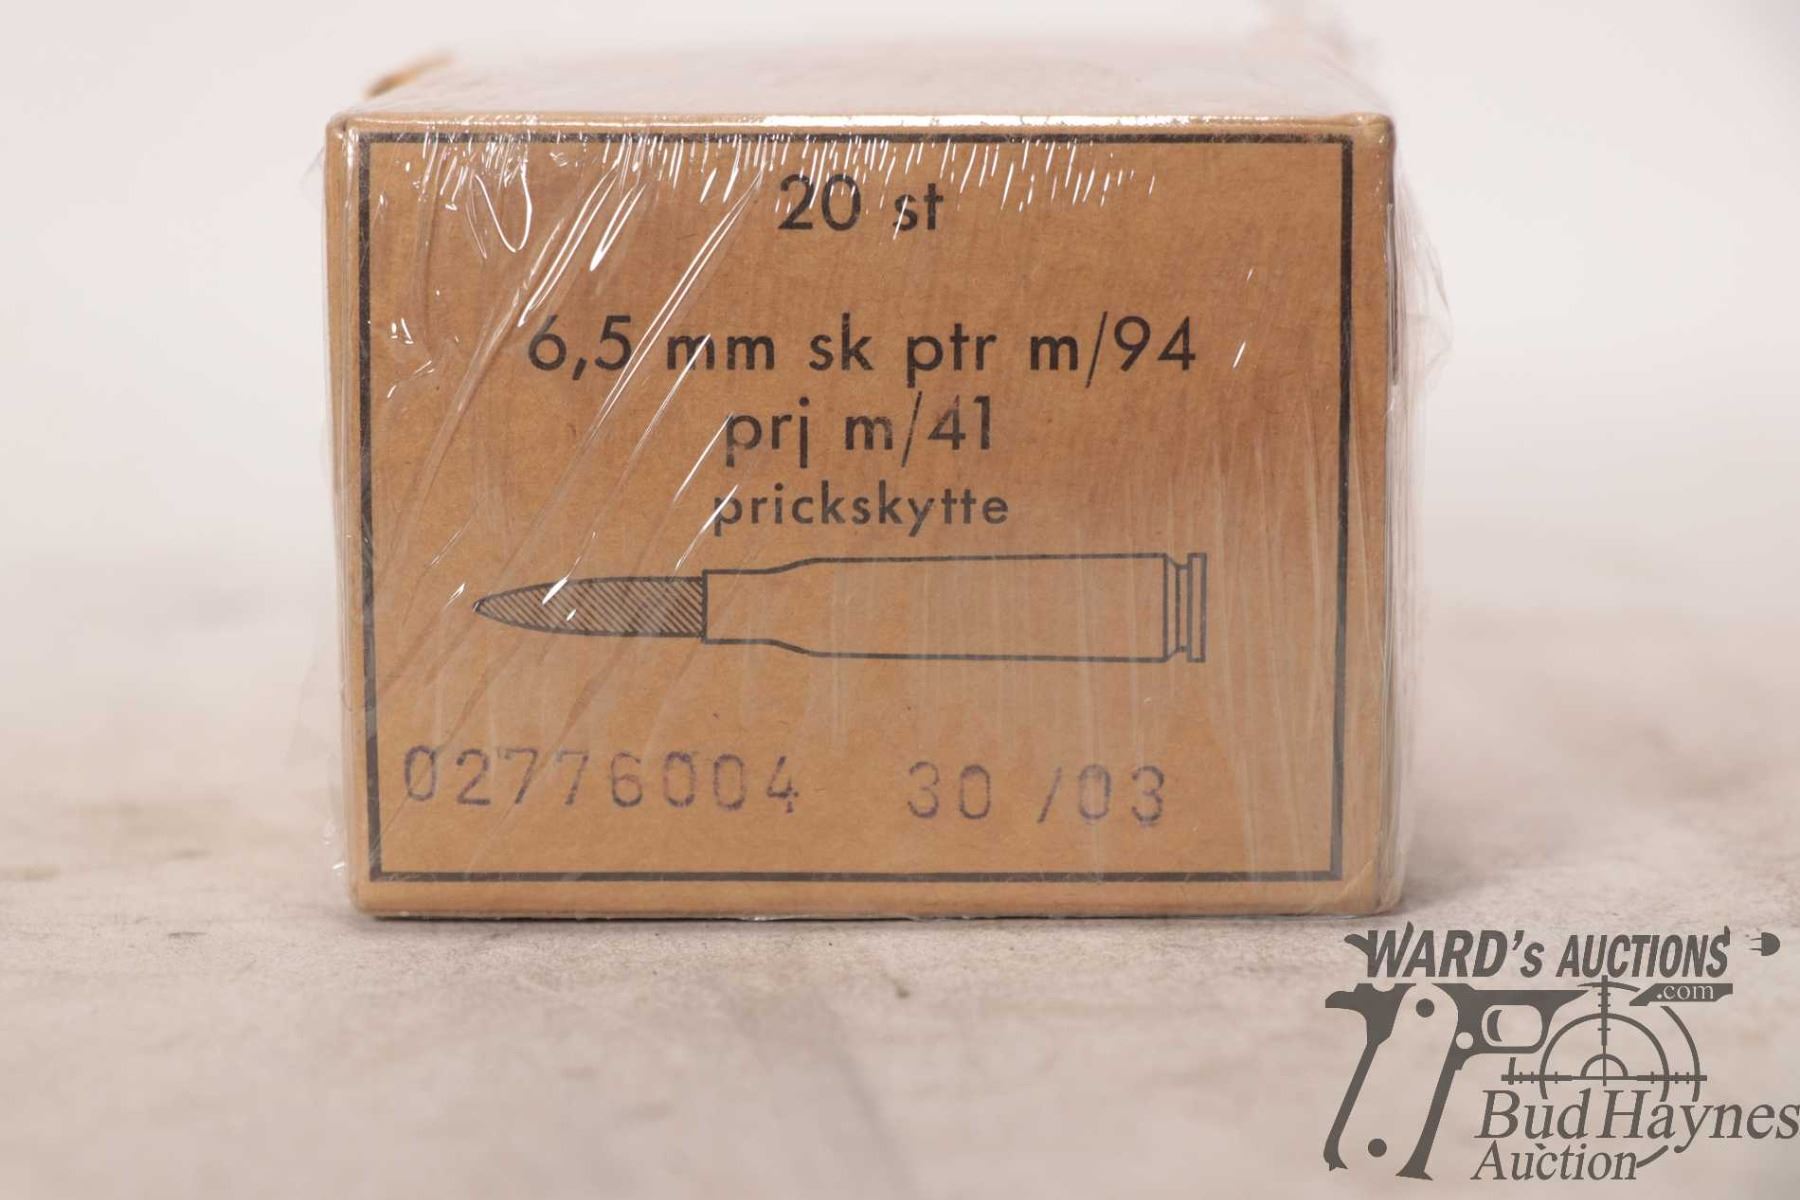 20 st
6,5 mm sk ptr m/94
prj m/41
prickskytte
02776004 30 /03
WARD's AUCTIONS
.com
Bud Haynes
Auction